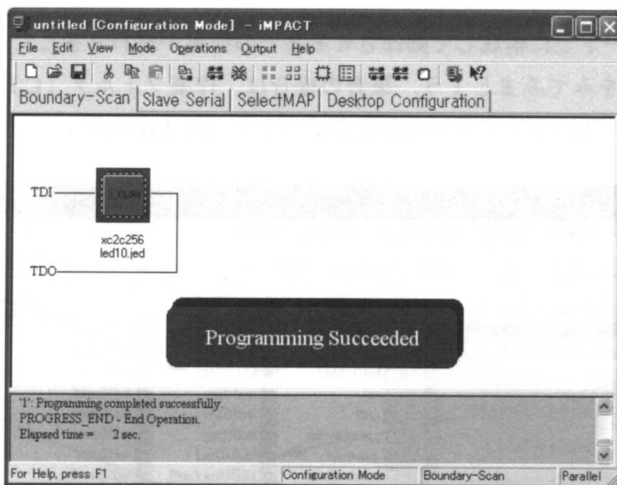 untitled [Configuration Mode] - iMPACT
File Edit View Mode Operations Output Help
Boundary-Scan Slave Serial SelectMAP Desktop Configuration
TDI
xc2c256
led10.jed
TDO
Programming Succeeded
'1': Programming completed successfully.
PROGRESS_END - End Operation.
Elapsed time = 2 sec.
For Help, press F1 Configuration Mode Boundary-Scan Parallel